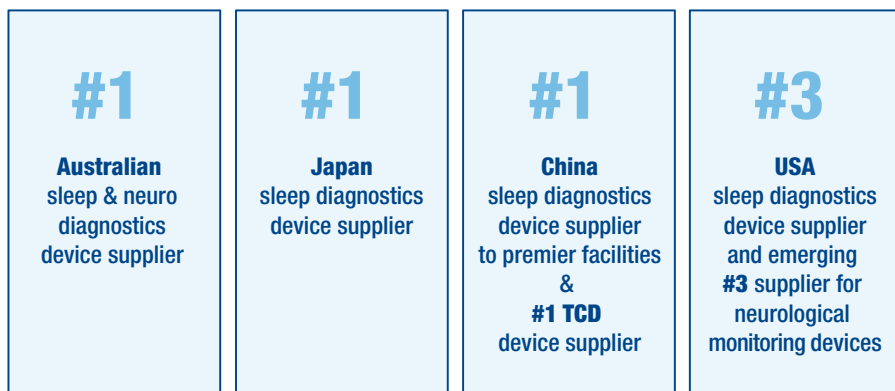 #1
Australian
sleep & neuro
diagnostics
device supplier
#1
Japan
sleep diagnostics
device supplier
#1
China
sleep diagnostics
device supplier
to premier facilities
&
#1 TCD
device supplier
#3
USA
sleep diagnostics
device supplier
and emerging
#3 supplier for
neurological
monitoring devices